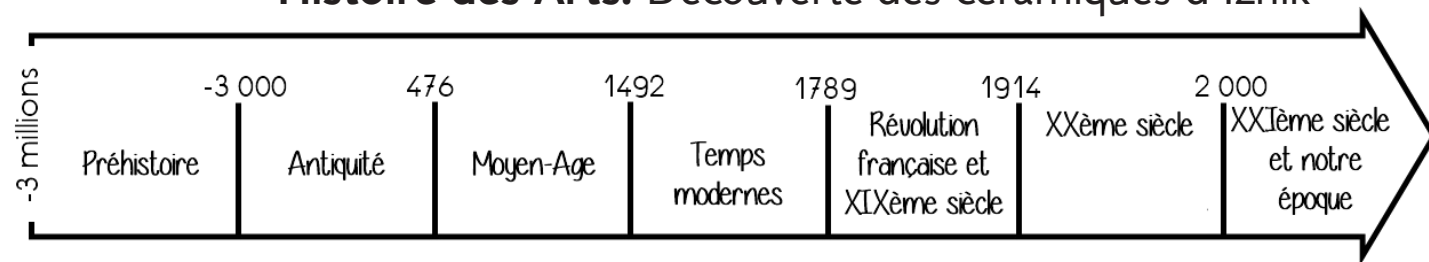 Histoire des Arts: Découverte des céramiques d'Iznik
-3 millions
-3 000
476
1492
1789
1914
2 000
Préhistoire
Antiquité
Moyen-Age
Temps
modernes
Révolution
française et
XIXème siècle
XXème siècle
XXIème siècle
et notre
époque